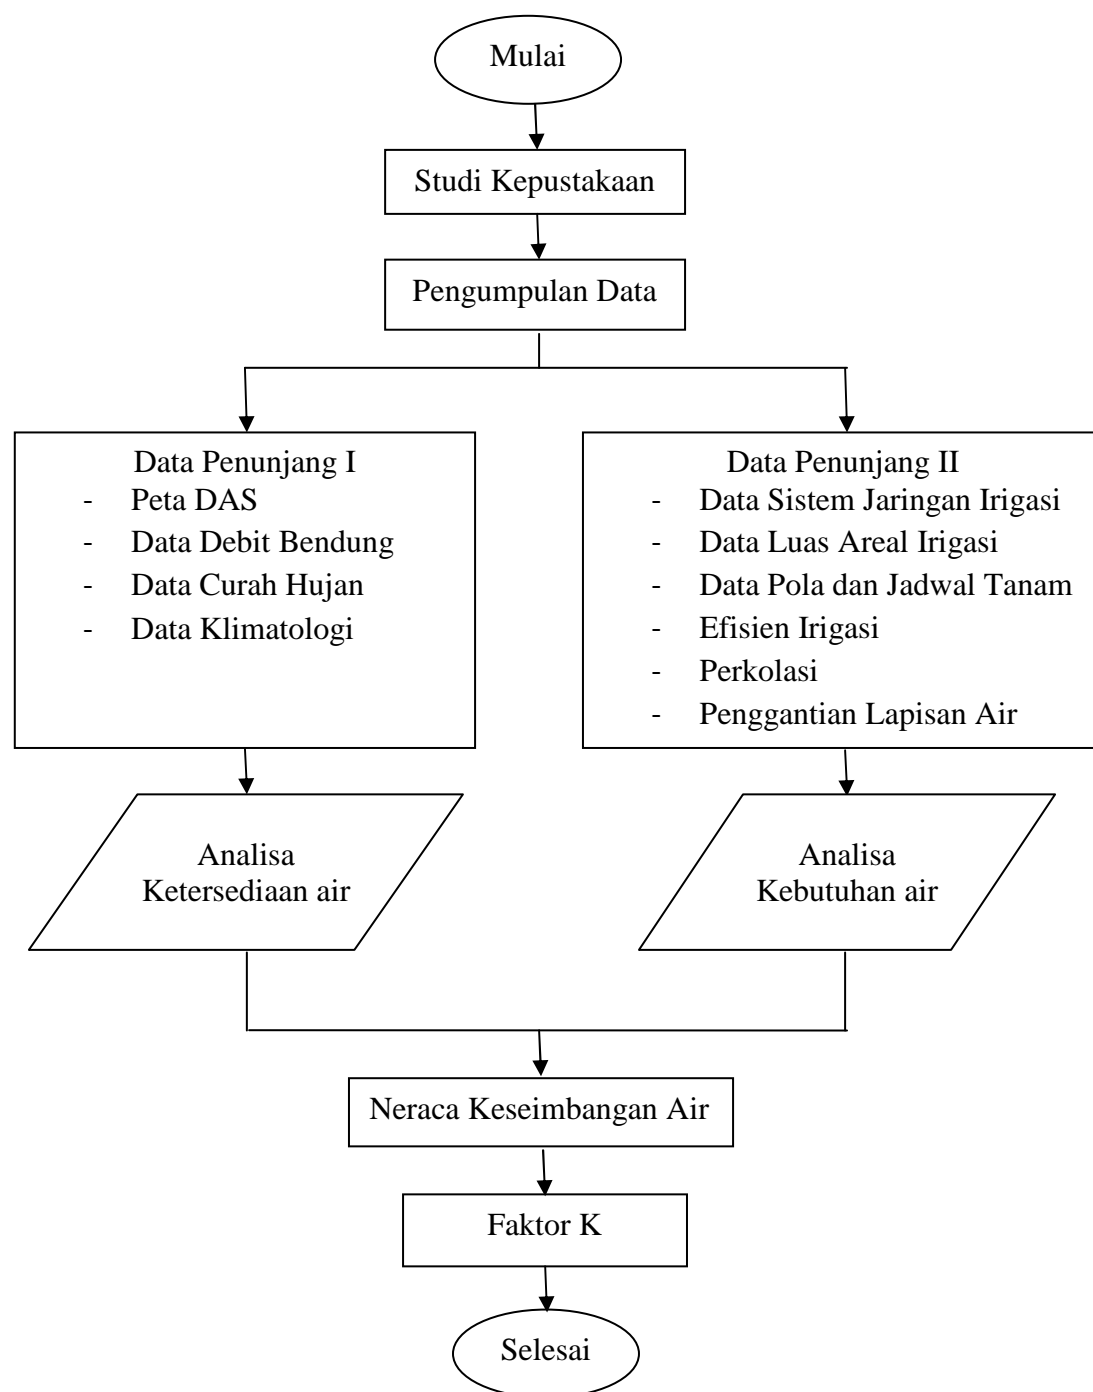 Mulai
Studi Kepustakaan
Pengumpulan Data
Data Penunjang I
- Peta DAS
- Data Debit Bendung
- Data Curah Hujan
- Data Klimatologi
Data Penunjang II
- Data Sistem Jaringan Irigasi
- Data Luas Areal Irigasi
- Data Pola dan Jadwal Tanam
- Efisien Irigasi
- Perkolasi
- Penggantian Lapisan Air
Analisa
Ketersediaan air
Analisa
Kebutuhan air
Neraca Keseimbangan Air
Faktor K
Selesai